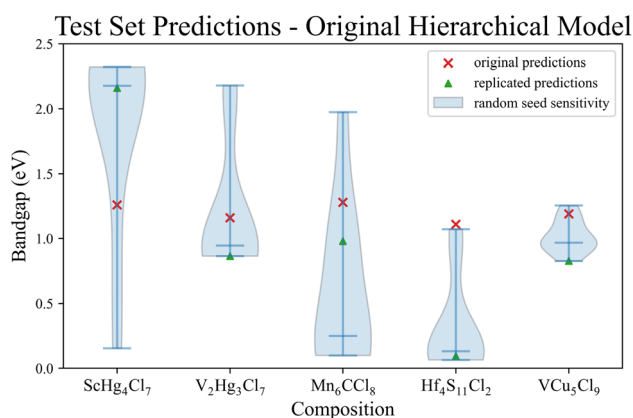 Test Set Predictions - Original Hierarchical Model
2.5
2.0
1.5
1.0
0.5
0.0
Bandgap (eV)
original predictions
replicated predictions
random seed sensitivity
ScHg₄Cl₇
V₂Hg₃Cl₇
Mn₆CCl₈
Hf₄S₁₁Cl₂
VCu₅Cl₉
Composition